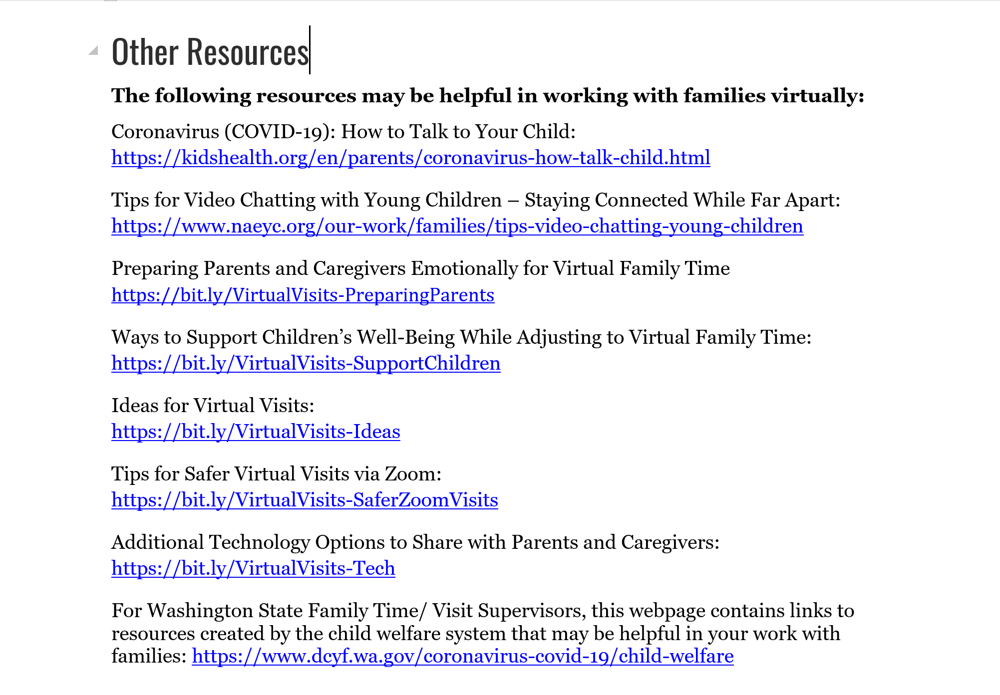 Other Resources
The following resources may be helpful in working with families virtually:
Coronavirus (COVID-19): How to Talk to Your Child:
https://kidshealth.org/en/parents/coronavirus-how-talk-child.html
Tips for Video Chatting with Young Children – Staying Connected While Far Apart:
https://www.naeyc.org/our-work/families/tips-video-chatting-young-children
Preparing Parents and Caregivers Emotionally for Virtual Family Time
https://bit.ly/VirtualVisits-PreparingParents
Ways to Support Children’s Well-Being While Adjusting to Virtual Family Time:
https://bit.ly/VirtualVisits-SupportChildren
Ideas for Virtual Visits:
https://bit.ly/VirtualVisits-Ideas
Tips for Safer Virtual Visits via Zoom:
https://bit.ly/VirtualVisits-SaferZoomVisits
Additional Technology Options to Share with Parents and Caregivers:
https://bit.ly/VirtualVisits-Tech
For Washington State Family Time/ Visit Supervisors, this webpage contains links to
resources created by the child welfare system that may be helpful in your work with
families: https://www.dcyf.wa.gov/coronavirus-covid-19/child-welfare